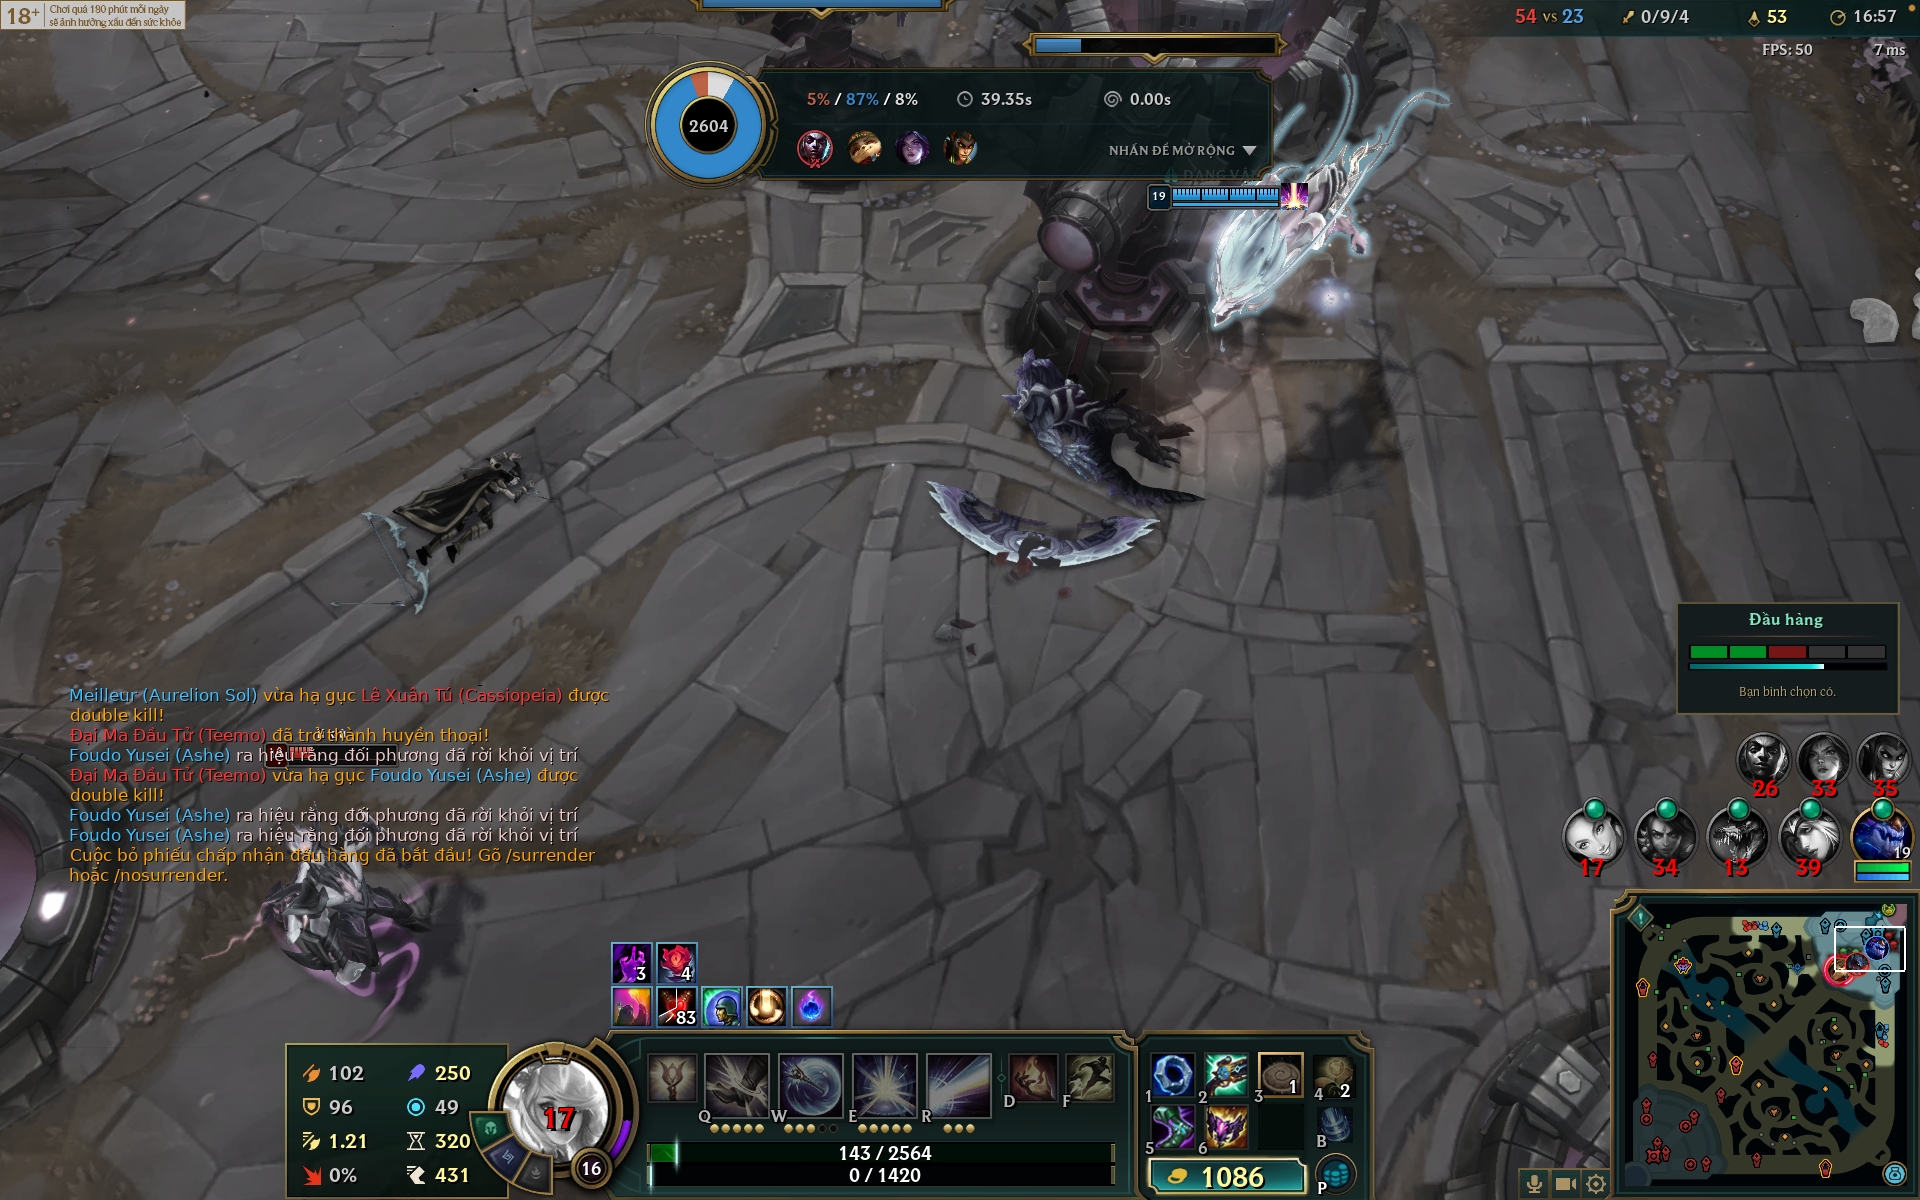 18+
Chơi quá 180 phút mỗi ngày
sẽ ảnh hưởng xấu đến sức khỏe
54 vs 23
0/9/4
53
16:57
FPS: 50
7 ms
2604
5% / 87% / 8%
39.35s
0.00s
NHẤN ĐỂ MỞ RỘNG
19
Đầu hàng
Bạn bình chọn có.
Meilleur (Aurelion Sol) vừa hạ gục Lê Xuân Tú (Cassiopeia) được
double kill!
Đại Ma Đầu Tử (Teemo) đã trở thành huyền thoại!
Foudo Yusei (Ashe) ra hiệu rằng đối phương đã rời khỏi vị trí
Đại Ma Đầu Tử (Teemo) vừa hạ gục Foudo Yusei (Ashe) được
double kill!
Foudo Yusei (Ashe) ra hiệu rằng đối phương đã rời khỏi vị trí
Foudo Yusei (Ashe) ra hiệu rằng đối phương đã rời khỏi vị trí
Cuộc bỏ phiếu chấp nhận đầu hàng đã bắt đầu! Gõ /surrender
hoặc /nosurrender.
26 33 35
17 34 13 39 19
3 4
83
102 250
96 49
1.21 320
0% 431
17
16
Q W E R D F
143 / 2564
0 / 1420
1 2 3 1 4 2
5 6 B
1086
P